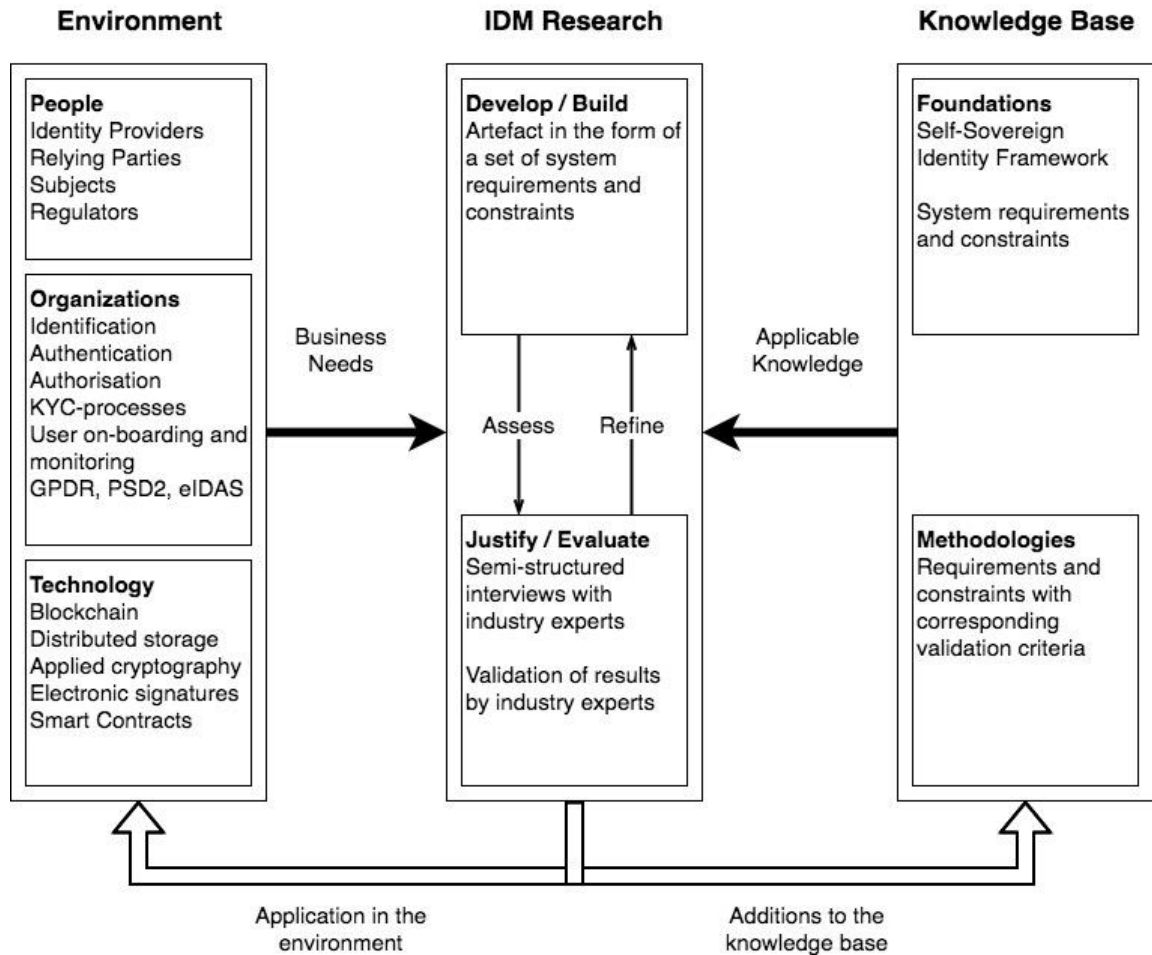 Environment
People
Identity Providers
Relying Parties
Subjects
Regulators
Organizations
Identification
Authentication
Authorisation
KYC-processes
User on-boarding and
monitoring
GPDR, PSD2, eIDAS
Technology
Blockchain
Distributed storage
Applied cryptography
Electronic signatures
Smart Contracts
Business
Needs
IDM Research
Develop / Build
Artefact in the form of
a set of system
requirements and
constraints
Assess
Refine
Justify / Evaluate
Semi-structured
interviews with
industry experts
Validation of results
by industry experts
Applicable
Knowledge
Knowledge Base
Foundations
Self-Sovereign
Identity Framework
System requirements
and constraints
Methodologies
Requirements and
constraints with
corresponding
validation criteria
Application in the
environment
Additions to the
knowledge base